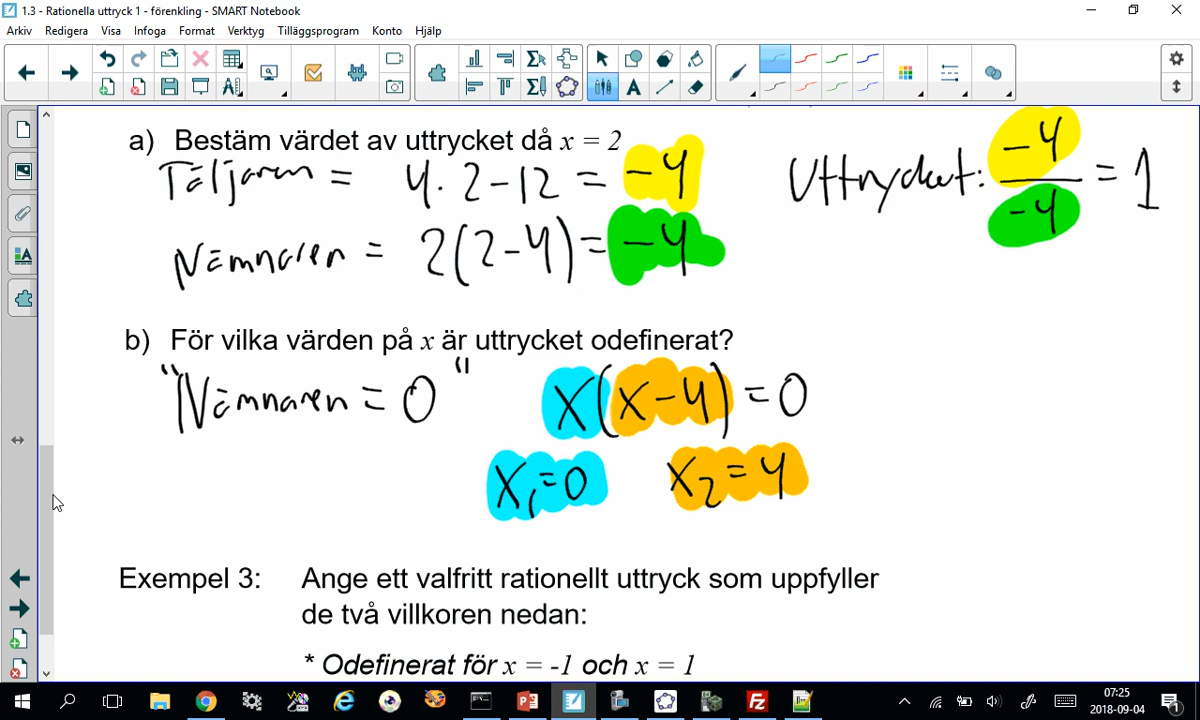 1.3 - Rationella uttryck 1 - förenkling - SMART Notebook
Arkiv Redigera Visa Infoga Format Verktyg Tilläggsprogram Konto Hjälp
a) Bestäm värdet av uttrycket då x = 2
Täljaren = 4·2-12 = -4
Uttrycket: -4/-4 = 1
Nämnaren = 2(2-4) = -4
b) För vilka värden på x är uttrycket odefinerat?
"Nämnaren = 0" x(x-4) = 0
x₁=0 x₂=4
Exempel 3: Ange ett valfritt rationellt uttryck som uppfyller
de två villkoren nedan:
* Odefinerat för x = -1 och x = 1
07:25
2018-09-04